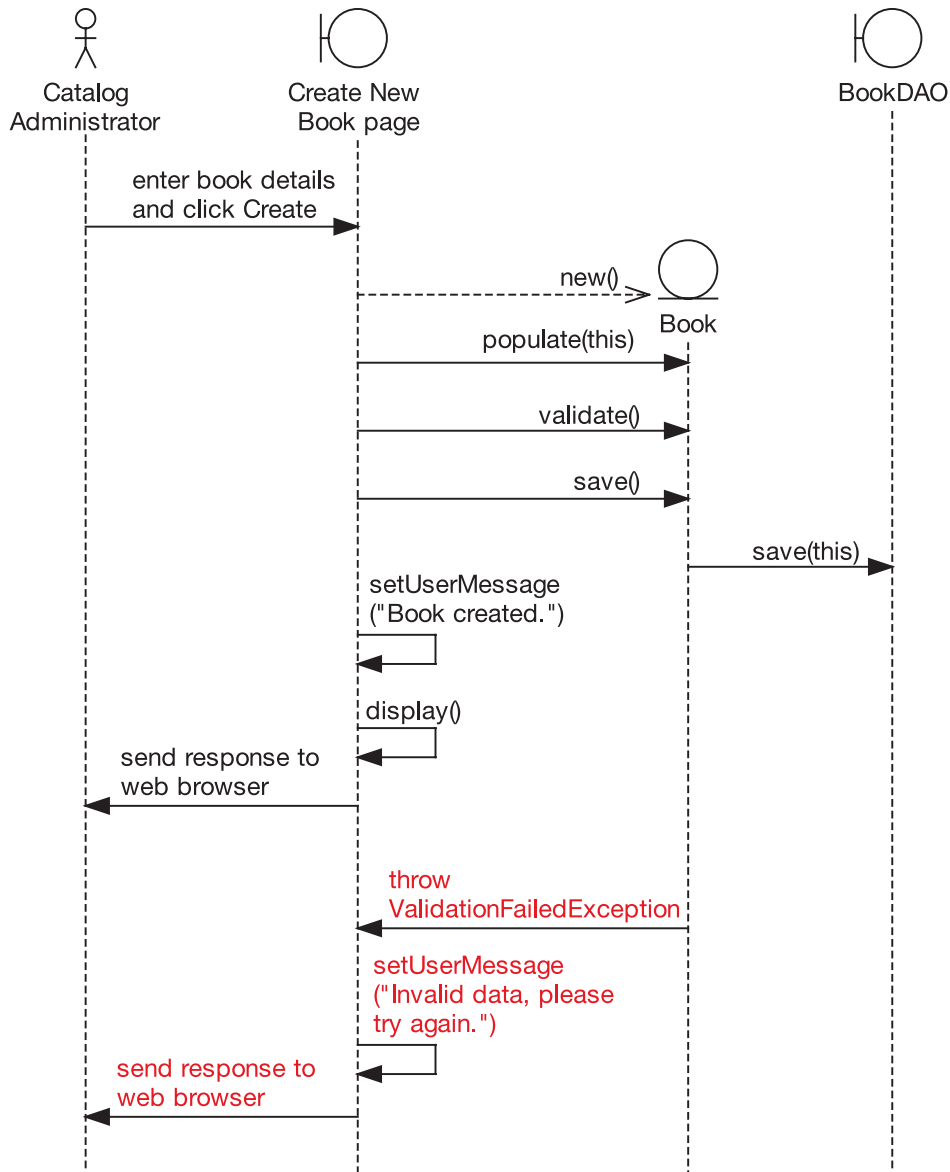 Catalog
Administrator
Create New
Book page
BookDAO
enter book details
and click Create
new()
Book
populate(this)
validate()
save()
save(this)
setUserMessage
("Book created.")
display()
send response to
web browser
throw
ValidationFailedException
setUserMessage
("Invalid data, please
try again.")
send response to
web browser